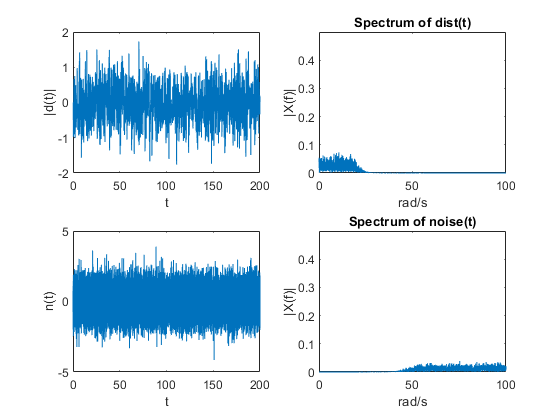 2
1
0
-1
-2
|d(t)|
0 50 100 150 200
t
Spectrum of dist(t)
0.4
0.3
0.2
0.1
0
|X(f)|
0 50 100
rad/s
5
0
-5
n(t)
0 50 100 150 200
t
Spectrum of noise(t)
0.4
0.3
0.2
0.1
0
|X(f)|
0 50 100
rad/s